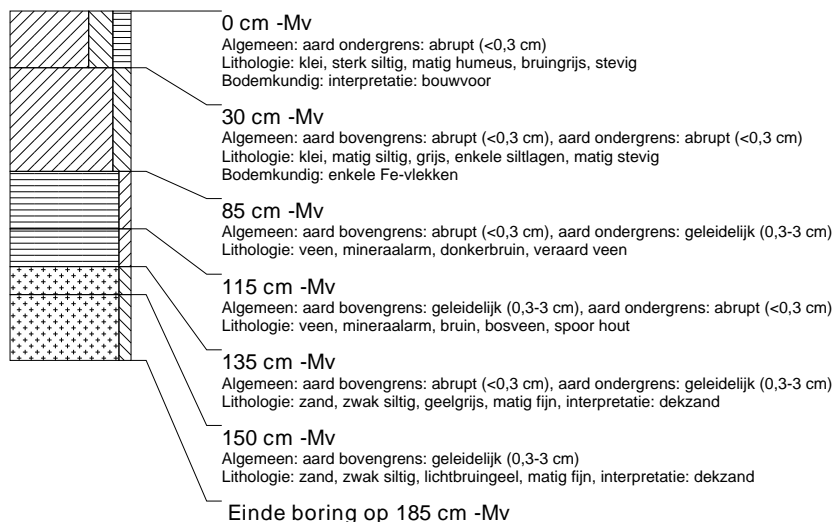 0 cm -Mv
Algemeen: aard ondergrens: abrupt (<0,3 cm)
Lithologie: klei, sterk siltig, matig humeus, bruingrijs, stevig
Bodemkundig: interpretatie: bouwvoor
30 cm -Mv
Algemeen: aard bovengrens: abrupt (<0,3 cm), aard ondergrens: abrupt (<0,3 cm)
Lithologie: klei, matig siltig, grijs, enkele siltlagen, matig stevig
Bodemkundig: enkele Fe-vlekken
85 cm -Mv
Algemeen: aard bovengrens: abrupt (<0,3 cm), aard ondergrens: geleidelijk (0,3-3 cm)
Lithologie: veen, mineraalarm, donkerbruin, veraard veen
115 cm -Mv
Algemeen: aard bovengrens: geleidelijk (0,3-3 cm), aard ondergrens: abrupt (<0,3 cm)
Lithologie: veen, mineraalarm, bruin, bosveen, spoor hout
135 cm -Mv
Algemeen: aard bovengrens: abrupt (<0,3 cm), aard ondergrens: geleidelijk (0,3-3 cm)
Lithologie: zand, zwak siltig, geelgrijs, matig fijn, interpretatie: dekzand
150 cm -Mv
Algemeen: aard bovengrens: geleidelijk (0,3-3 cm)
Lithologie: zand, zwak siltig, lichtbruingeel, matig fijn, interpretatie: dekzand
Einde boring op 185 cm -Mv